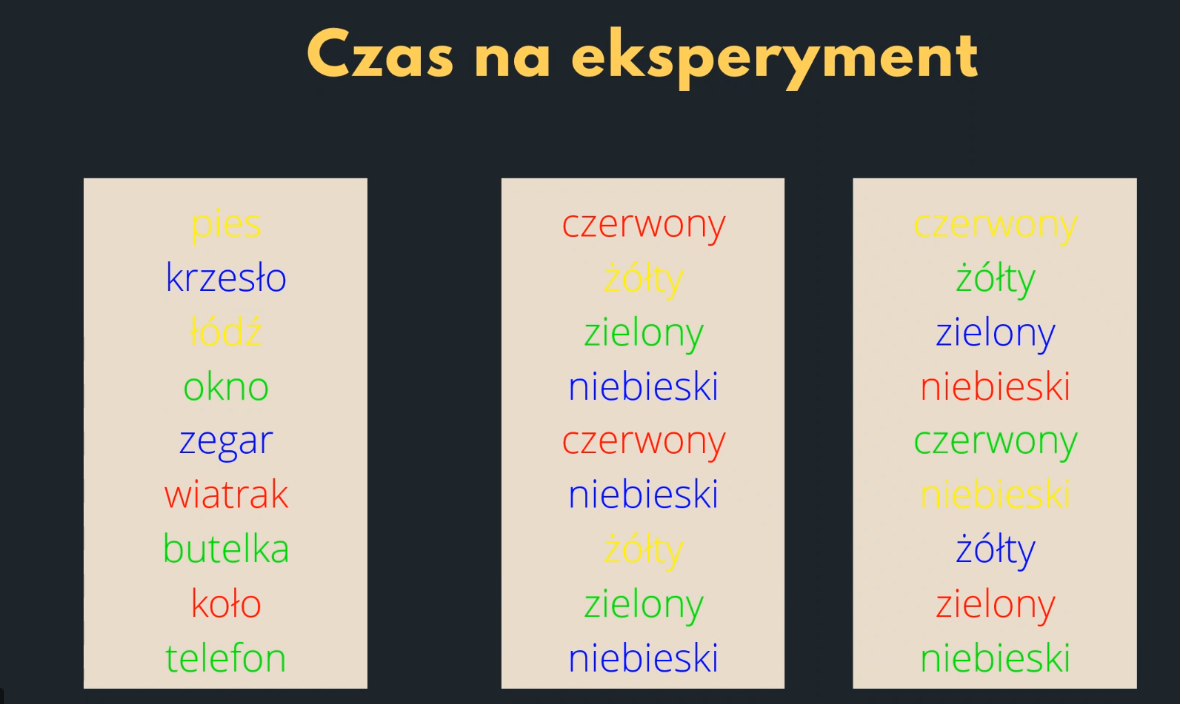 Czas na eksperyment
pies
krzesło
łódź
okno
zegar
wiatrak
butelka
koło
telefon
czerwony
żółty
zielony
niebieski
czerwony
niebieski
żółty
zielony
niebieski
czerwony
żółty
zielony
niebieski
czerwony
niebieski
żółty
zielony
niebieski